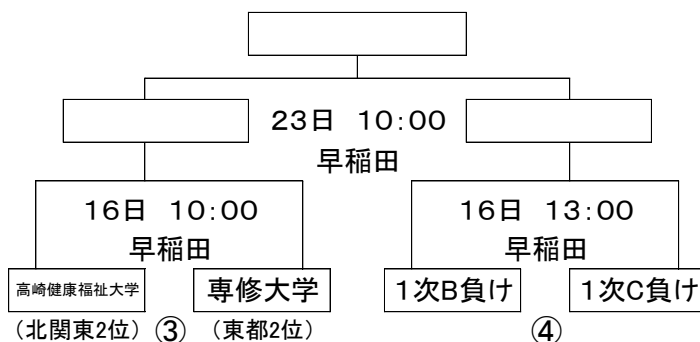 23日 10:00
早稲田
16日 10:00
早稲田
16日 13:00
早稲田
高崎健康福祉大学 専修大学 1次B負け 1次C負け
(北関東2位) ③ (東都2位) ④